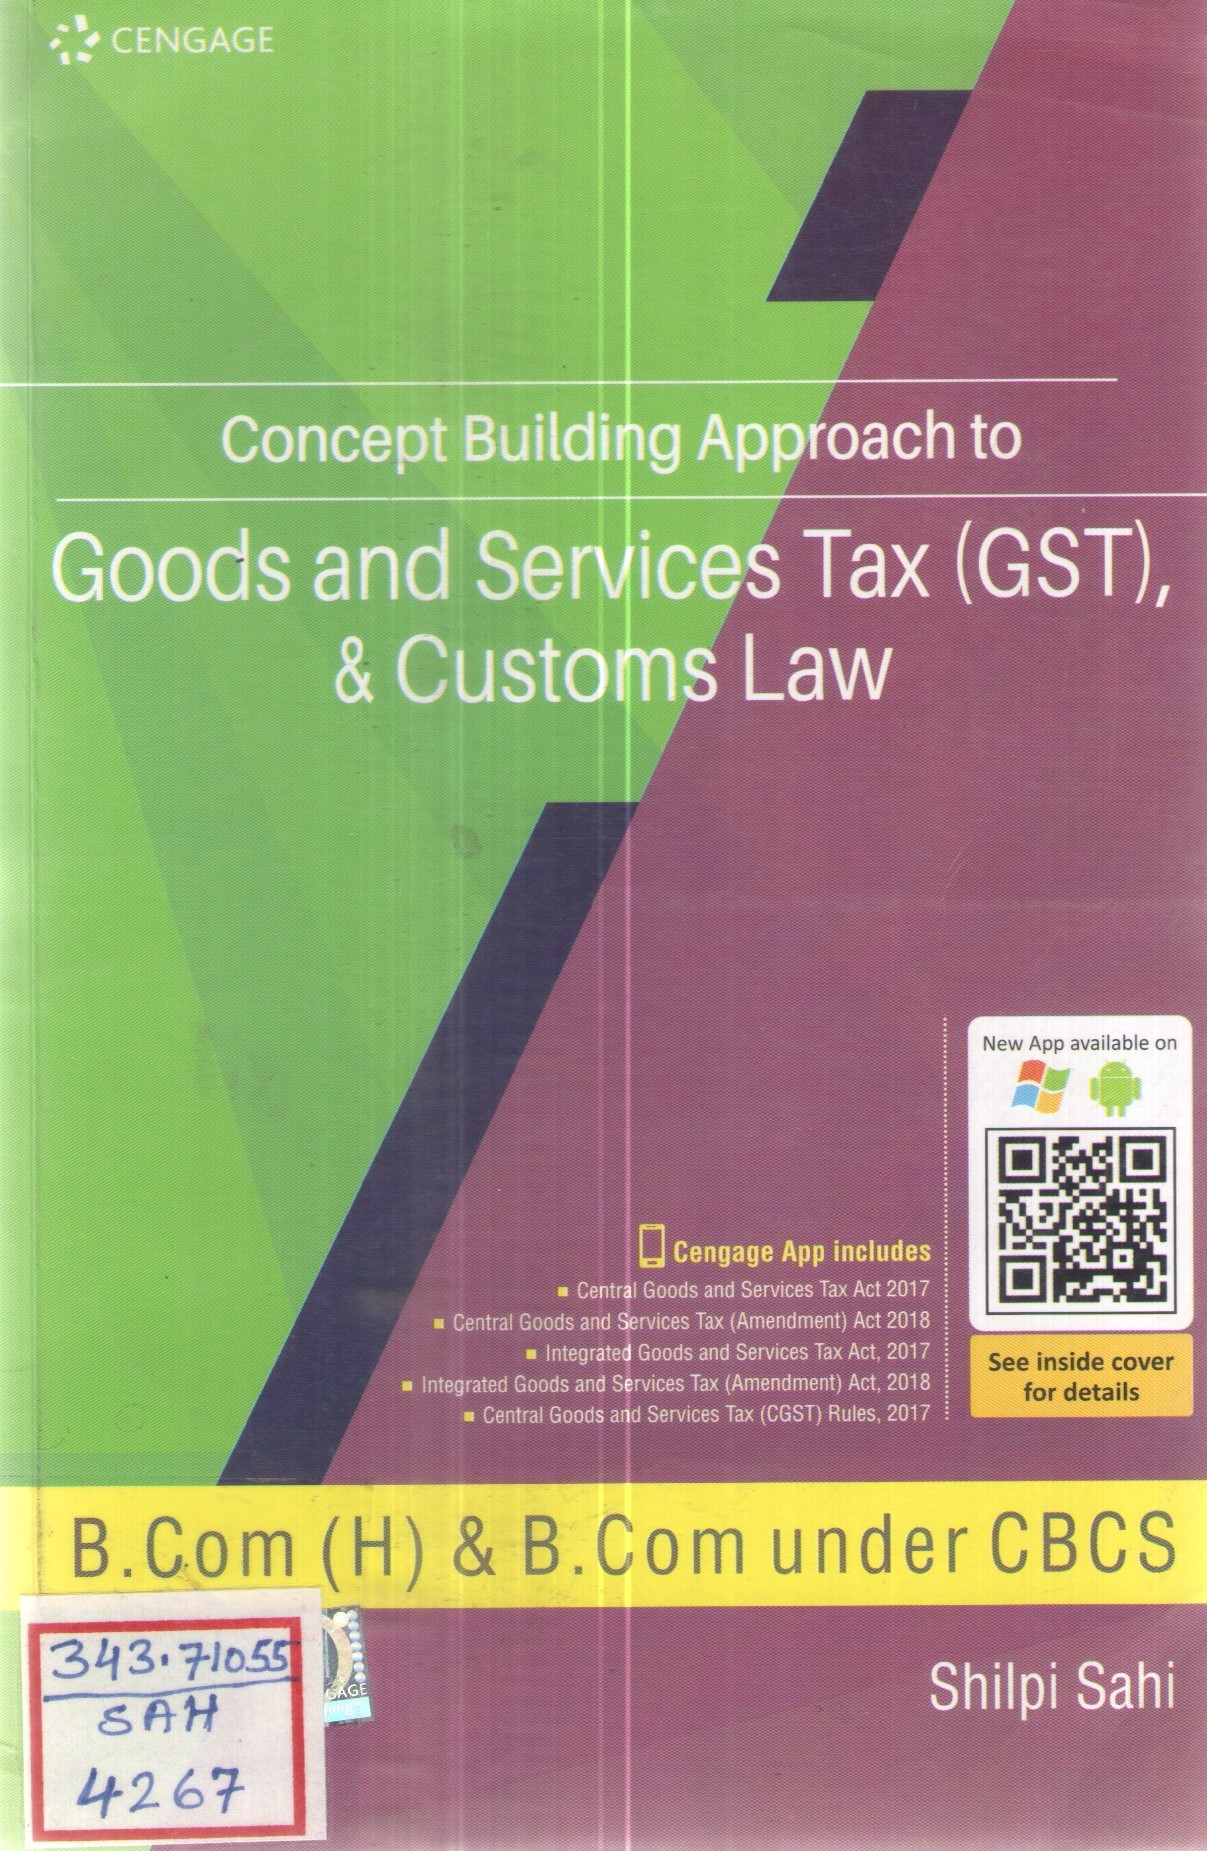 CENGAGE
Concept Building Approach to
Goods and Services Tax (GST),
& Customs Law
New App available on
Cengage App includes
Central Goods and Services Tax Act 2017
Central Goods and Services Tax (Amendment) Act 2018
Integrated Goods and Services Tax Act, 2017
Integrated Goods and Services Tax (Amendment) Act, 2018
Central Goods and Services Tax (CGST) Rules, 2017
See inside cover
for details
B.Com (H) & B.Com under CBCS
343.71055
SAH
4267
GAGE
Shilpi Sahi